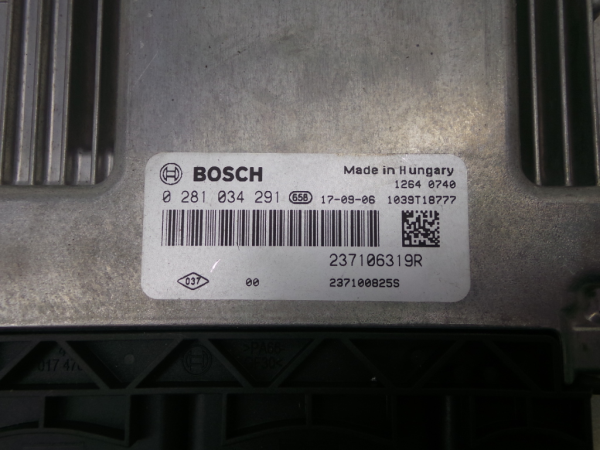 BOSCH
Made in Hungary
1264 0740
0 281 034 291 658 17-09-06 1039T18777
237106319R
037 00 237100825S